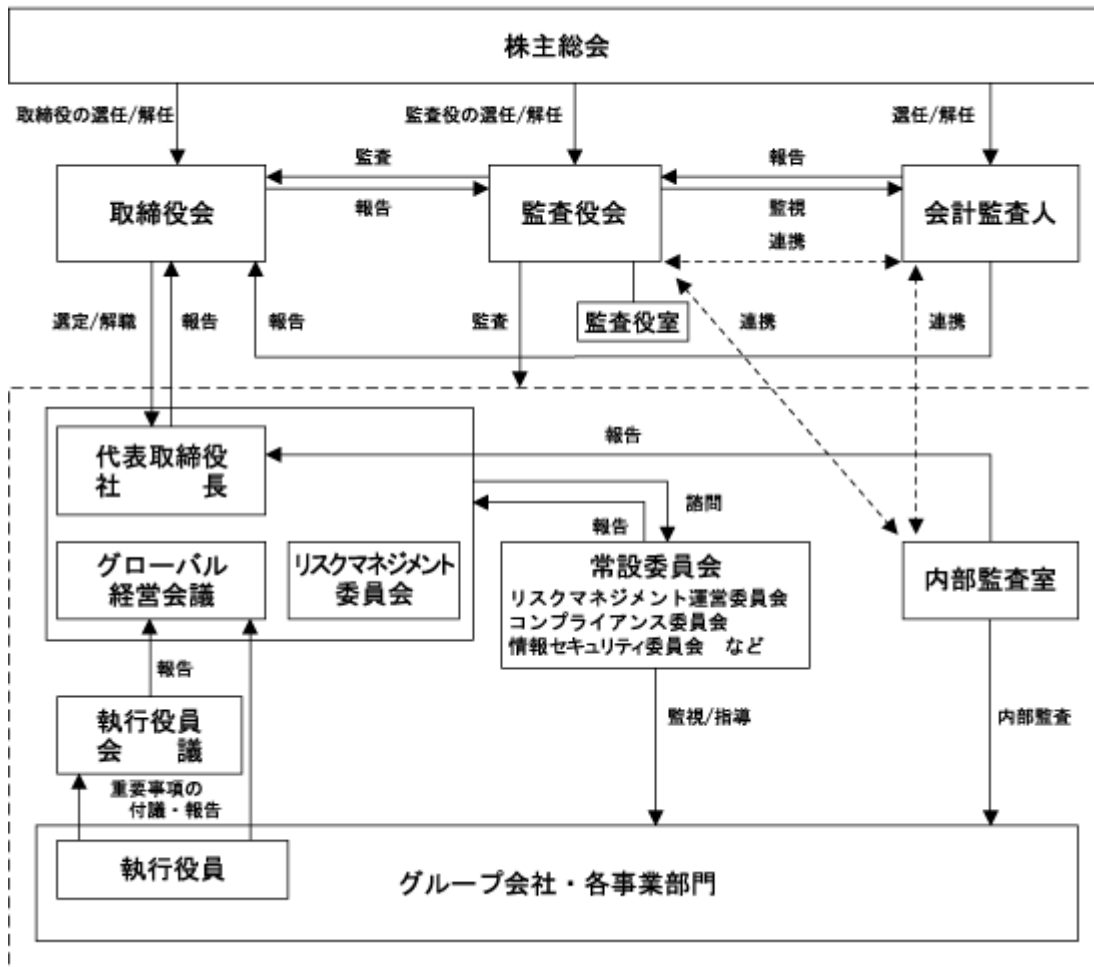 株主総会
取締役の選任/解任
監査役の選任/解任
選任/解任
監査
報告
取締役会
報告
監査役会
監視
会計監査人
連携
選定/解職
報告
報告
監査
監査役室
連携
連携
代表取締役
社　　長
報告
諮問
報告
グローバル
経営会議
リスクマネジメント
委員会
常設委員会
リスクマネジメント運営委員会
コンプライアンス委員会
情報セキュリティ委員会　など
内部監査室
報告
執行役員
会　　議
監視/指導
内部監査
重要事項の
付議・報告
執行役員
グループ会社・各事業部門